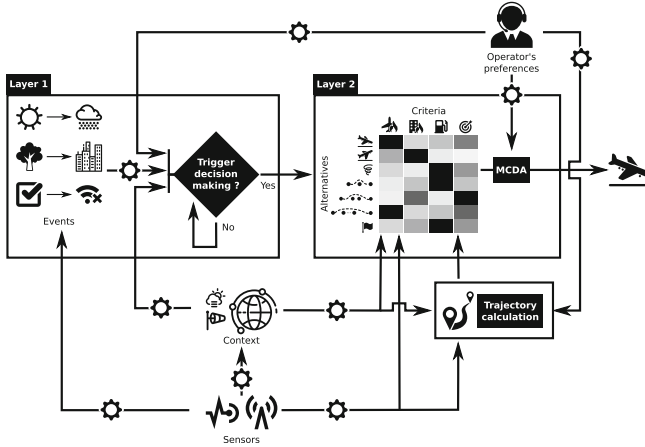 Operator's
preferences
Layer 1
Layer 2
Criteria
Trigger
decision
making ?
Yes
No
Events
Alternatives
MCDA
Trajectory
calculation
Context
Sensors